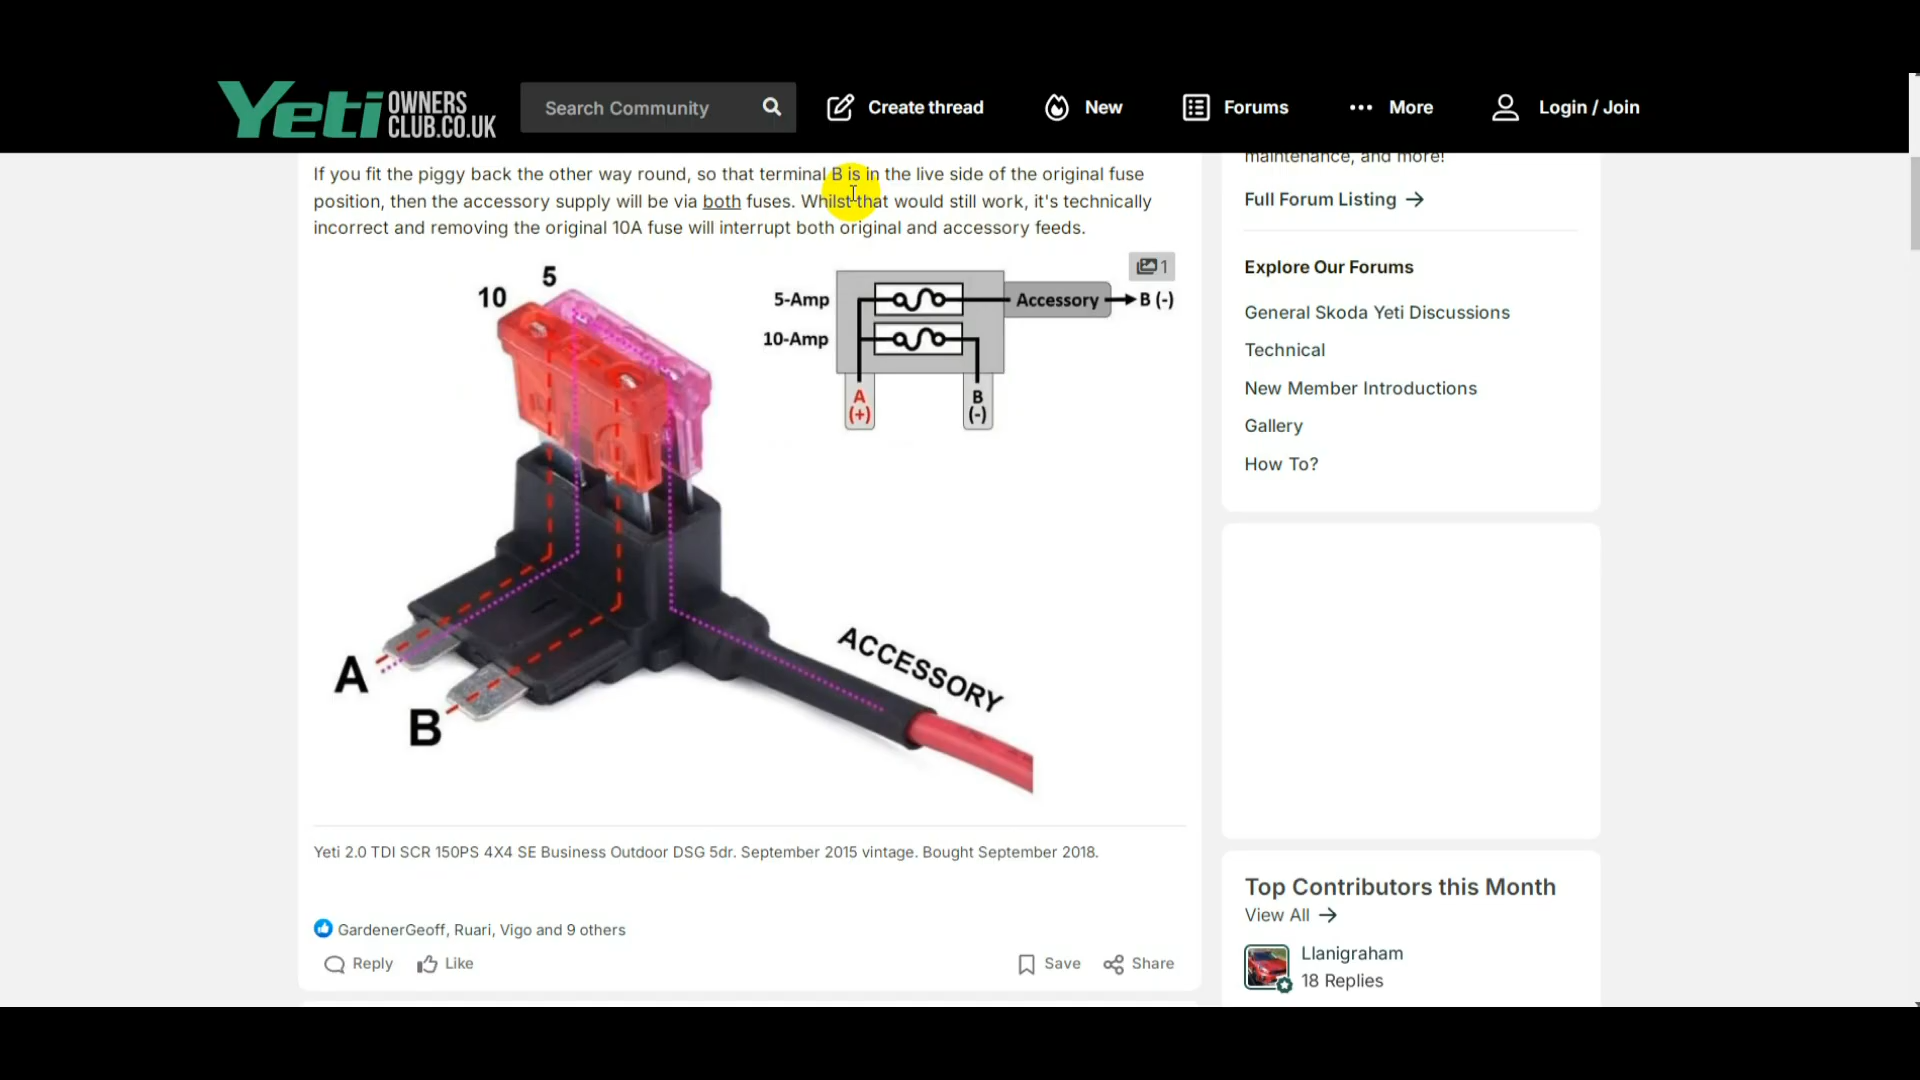 Yeti OWNERS
CLUB.CO.UK
Search Community
Create thread
New
Forums
More
Login / Join
If you fit the piggy back the other way round, so that terminal B is in the live side of the original fuse
position, then the accessory supply will be via both fuses. Whilst that would still work, it's technically
incorrect and removing the original 10A fuse will interrupt both original and accessory feeds.
1
5
10
5-Amp
Accessory
B (-)
10-Amp
A
(+)
B
(-)
A
B
ACCESSORY
Yeti 2.0 TDI SCR 150PS 4X4 SE Business Outdoor DSG 5dr. September 2015 vintage. Bought September 2018.
GardenerGeoff, Ruari, Vigo and 9 others
Reply
Like
Save
Share
maintenance, and more!
Full Forum Listing
Explore Our Forums
General Skoda Yeti Discussions
Technical
New Member Introductions
Gallery
How To?
Top Contributors this Month
View All
Llanigraham
18 Replies